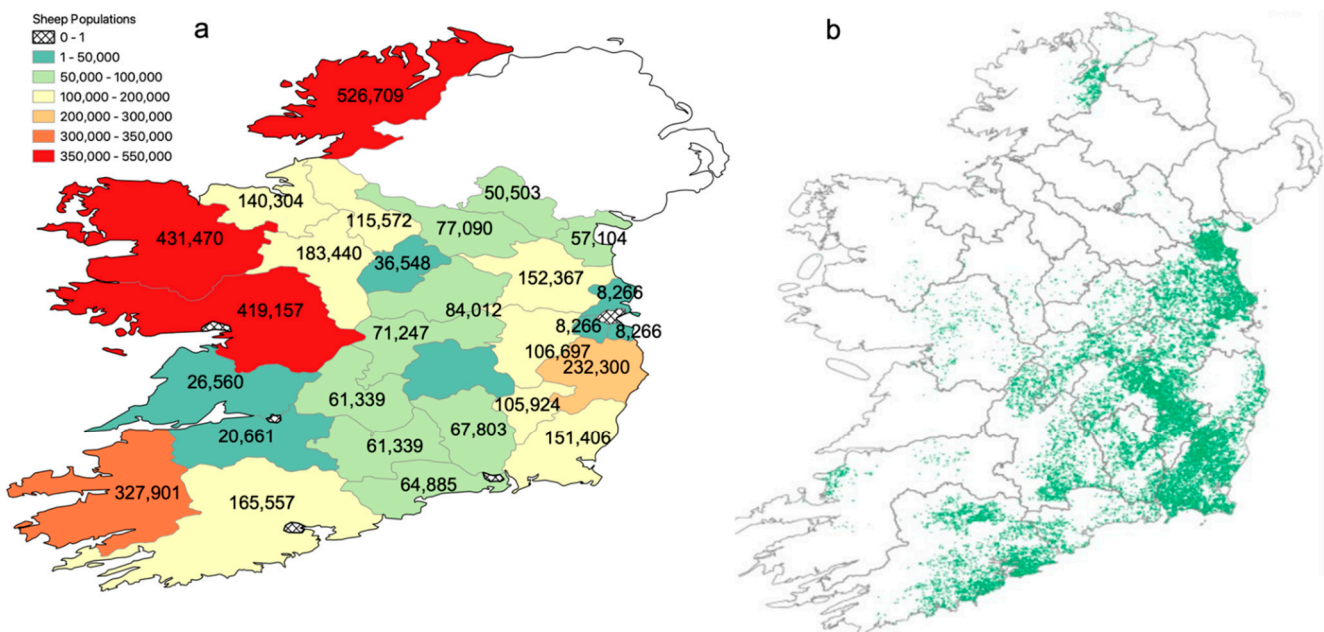 a
b
Sheep Populations
0 - 1
1 - 50,000
50,000 - 100,000
100,000 - 200,000
200,000 - 300,000
300,000 - 350,000
350,000 - 550,000
526,709
140,304
50,503
115,572
77,090
431,470
57,104
183,440
36,548
152,367
8,266
419,157
84,012
8,266
8,266
71,247
106,697
232,300
26,560
61,339
105,924
20,661
61,339
67,803
151,406
327,901
64,885
165,557